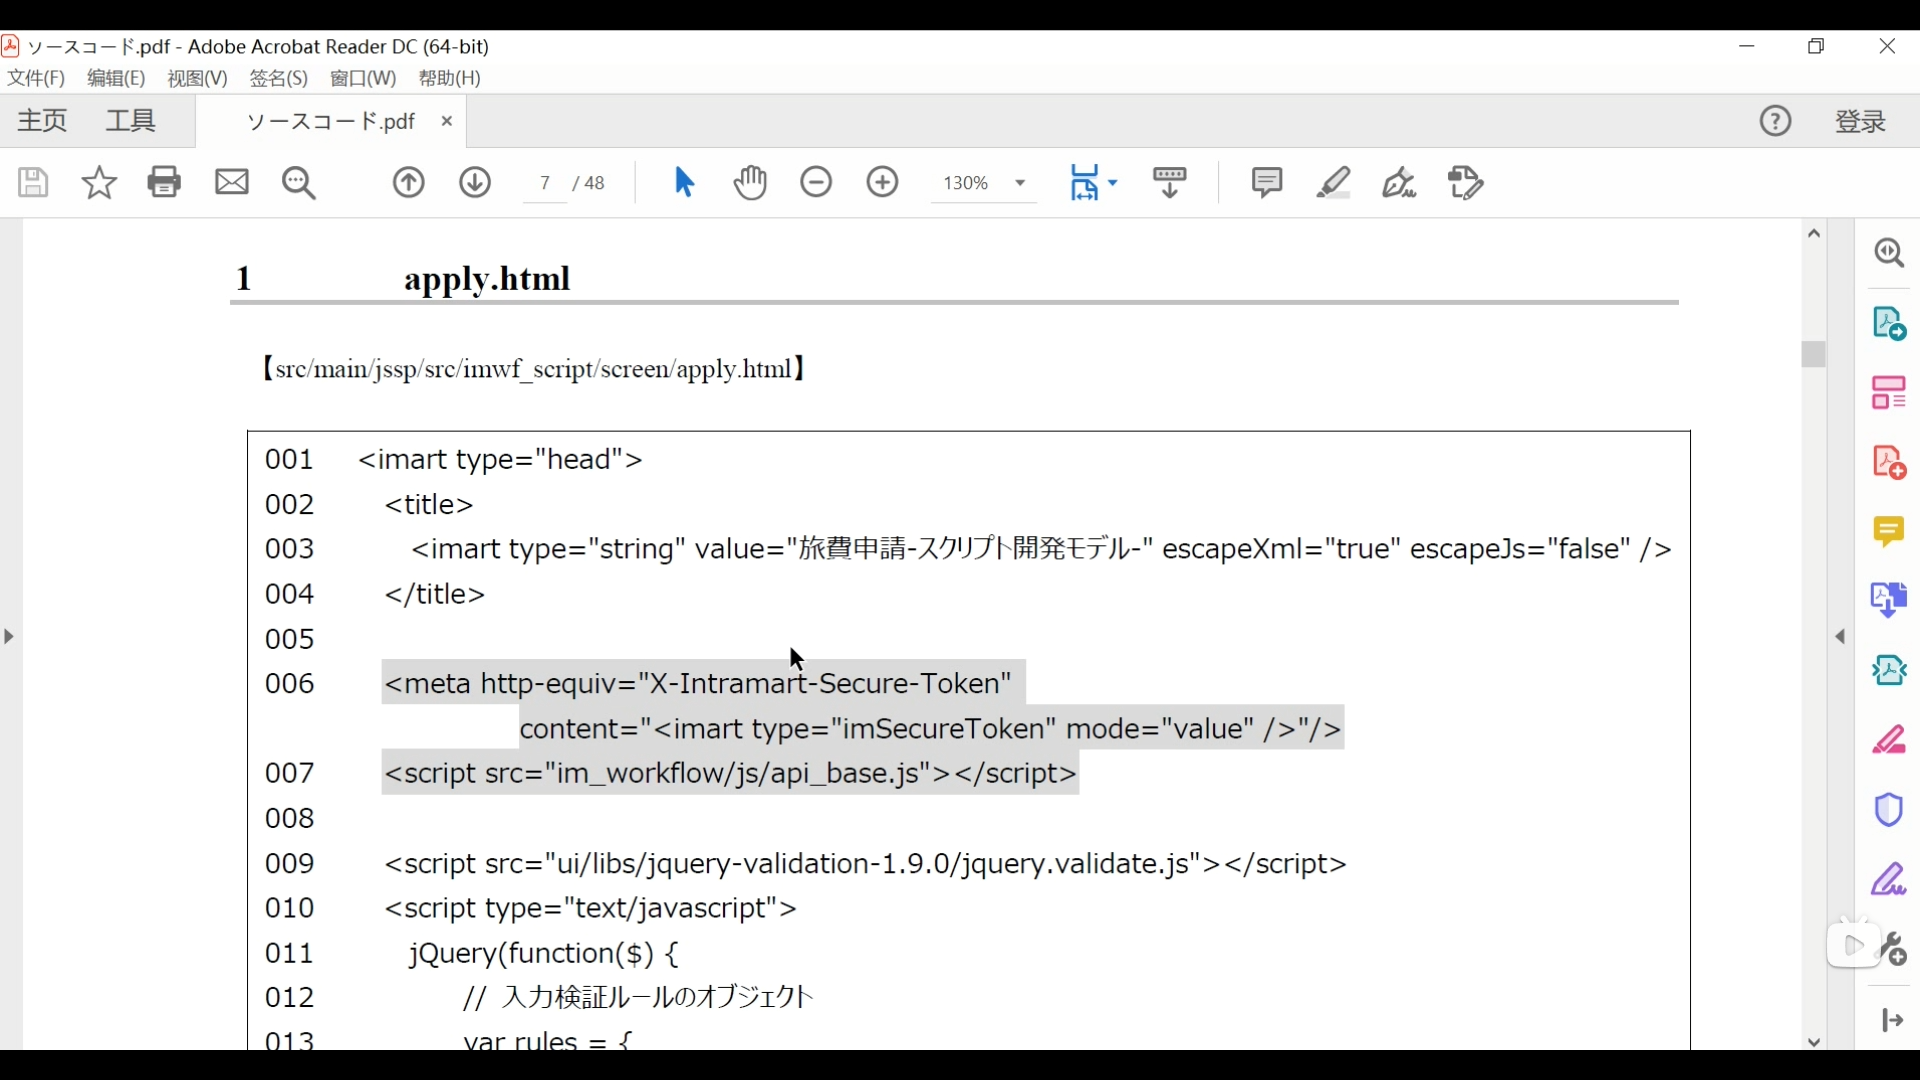 ソースコード.pdf - Adobe Acrobat Reader DC (64-bit)
文件(F) 编辑(E) 视图(V) 签名(S) 窗口(W) 帮助(H)
主页 工具 ソースコード.pdf × 登录
7 / 48 130%
1 apply.html
【src/main/jssp/src/imwf_script/screen/apply.html】
001 <imart type="head">
002 <title>
003 <imart type="string" value="旅費申請-スクリプト開発モデル-" escapeXml="true" escapeJs="false" />
004 </title>
005
006 <meta http-equiv="X-Intramart-Secure-Token"
content="<imart type="imSecureToken" mode="value" />"/>
007 <script src="im_workflow/js/api_base.js"></script>
008
009 <script src="ui/libs/jquery-validation-1.9.0/jquery.validate.js"></script>
010 <script type="text/javascript">
011 jQuery(function($) {
012 // 入力検証ルールのオブジェクト
013 var rules = {